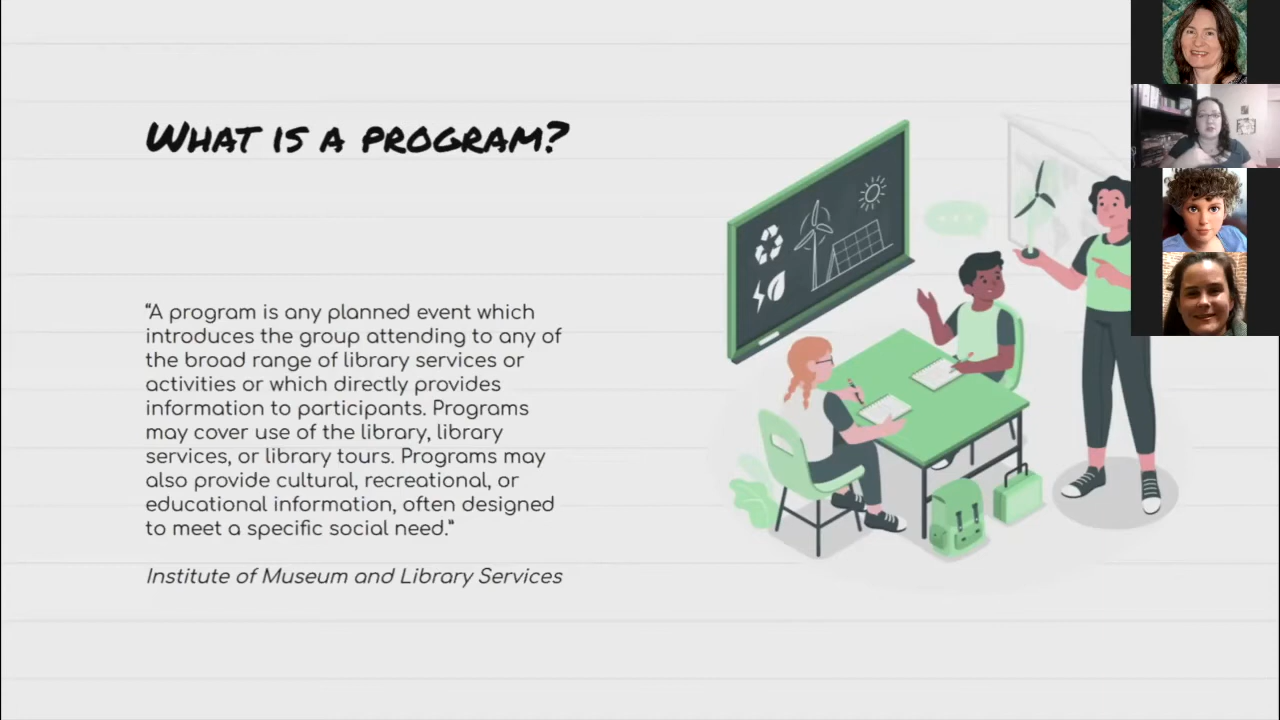 What is a program?
“A program is any planned event which
introduces the group attending to any of
the broad range of library services or
activities or which directly provides
information to participants. Programs
may cover use of the library, library
services, or library tours. Programs may
also provide cultural, recreational, or
educational information, often designed
to meet a specific social need.”
Institute of Museum and Library Services